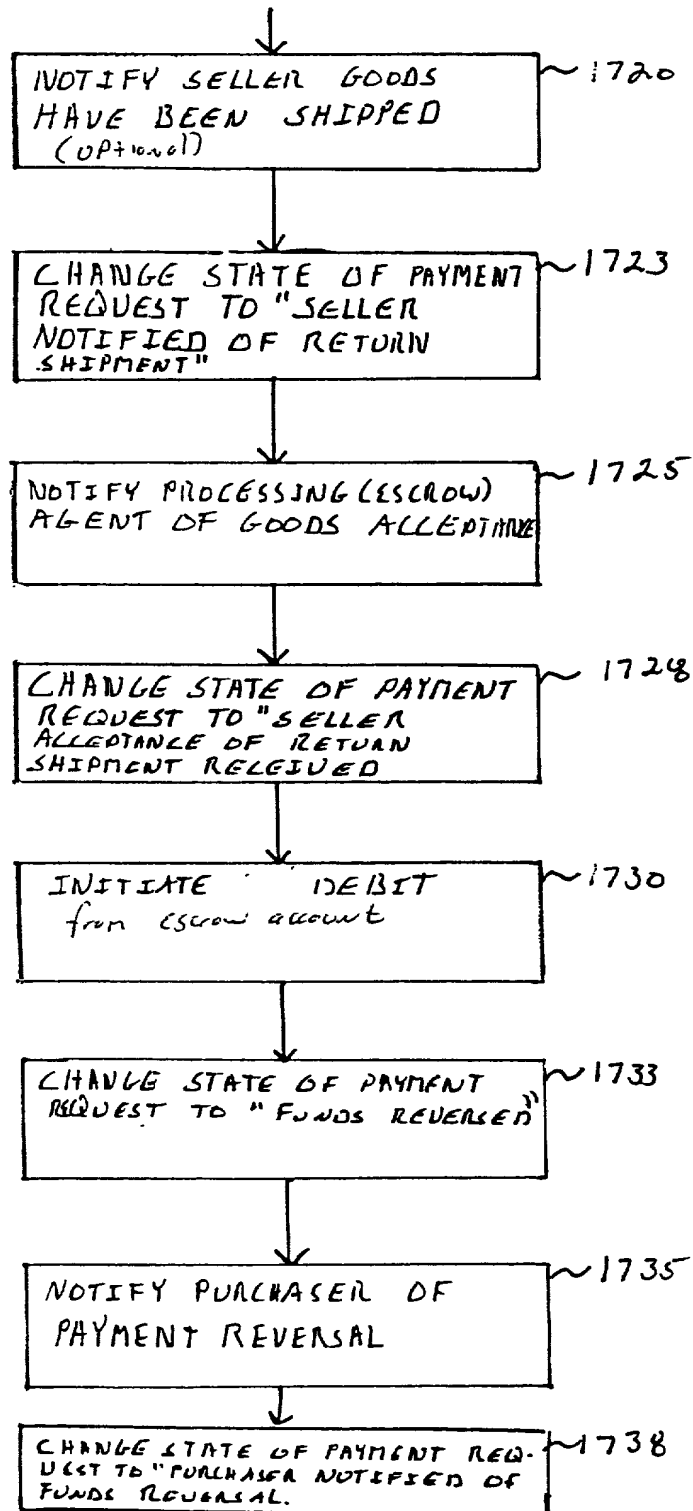 NOTIFY SELLER GOODS
HAVE BEEN SHIPPED
(optional)
1720
CHANGE STATE OF PAYMENT
REQUEST TO "SELLER
NOTIFIED OF RETURN
SHIPMENT"
1723
NOTIFY PROCESSING (ESCROW)
AGENT OF GOODS ACCEPTANCE
1725
CHANGE STATE OF PAYMENT
REQUEST TO "SELLER
ACCEPTANCE OF RETURN
SHIPMENT RECEIVED
1728
INITIATE DEBIT
from escrow account
1730
CHANGE STATE OF PAYMENT
REQUEST TO "FUNDS REVERSED"
1733
NOTIFY PURCHASER OF
PAYMENT REVERSAL
1735
CHANGE STATE OF PAYMENT REQ-
UEST TO "PURCHASER NOTIFIED OF
FUNDS REVERSAL.
1738